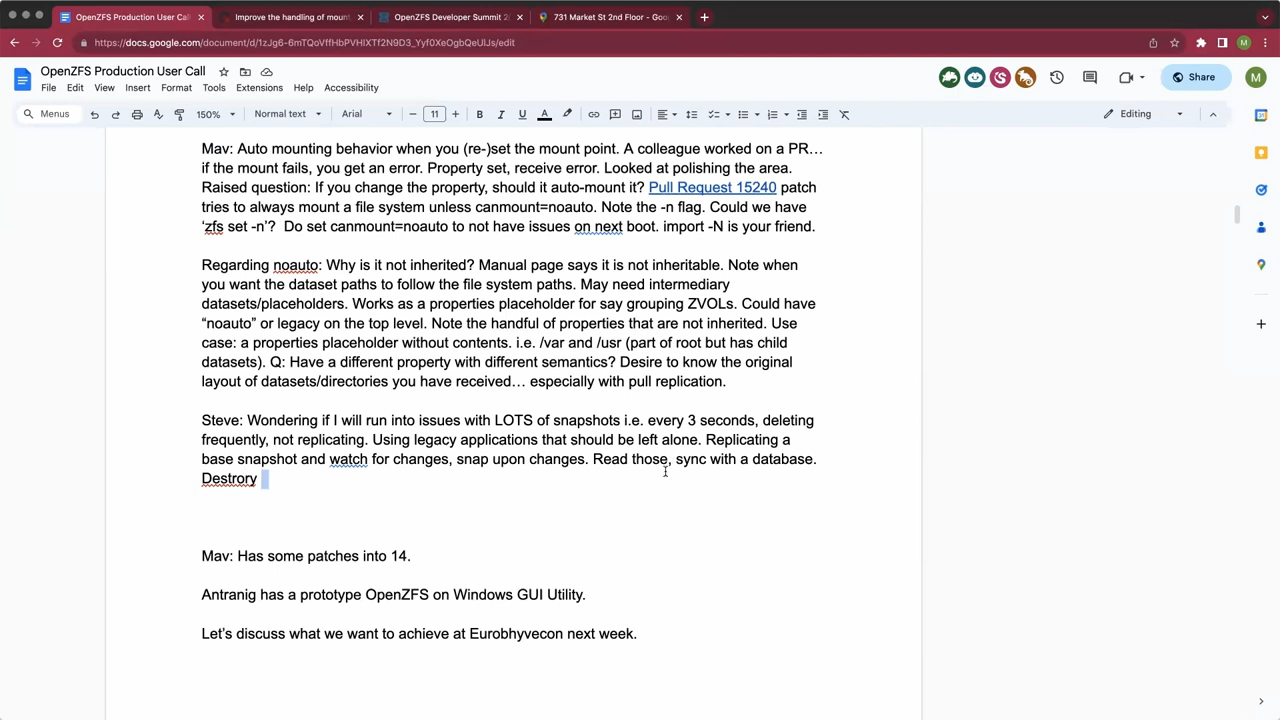 OpenZFS Production User Cal
Improve the handling of moun
OpenZFS Developer Summit 2
731 Market St 2nd Floor - Goo
https://docs.google.com/document/d/1zJg6-6mTQoVffHbPVHIXTf2N9D3_Yyf0XeOgbQeUIJs/edit
OpenZFS Production User Call
File Edit View Insert Format Tools Extensions Help Accessibility
Share
M
Menus
150%
Normal text
Arial
11
Editing
Mav: Auto mounting behavior when you (re-)set the mount point. A colleague worked on a PR…
if the mount fails, you get an error. Property set, receive error. Looked at polishing the area.
Raised question: If you change the property, should it auto-mount it? Pull Request 15240 patch
tries to always mount a file system unless canmount=noauto. Note the -n flag. Could we have
‘zfs set -n’?  Do set canmount=noauto to not have issues on next boot. import -N is your friend.
Regarding noauto: Why is it not inherited? Manual page says it is not inheritable. Note when
you want the dataset paths to follow the file system paths. May need intermediary
datasets/placeholders. Works as a properties placeholder for say grouping ZVOLs. Could have
“noauto” or legacy on the top level. Note the handful of properties that are not inherited. Use
case: a properties placeholder without contents. i.e. /var and /usr (part of root but has child
datasets). Q: Have a different property with different semantics? Desire to know the original
layout of datasets/directories you have received… especially with pull replication.
Steve: Wondering if I will run into issues with LOTS of snapshots i.e. every 3 seconds, deleting
frequently, not replicating. Using legacy applications that should be left alone. Replicating a
base snapshot and watch for changes, snap upon changes. Read those, sync with a database.
Destrory
Mav: Has some patches into 14.
Antranig has a prototype OpenZFS on Windows GUI Utility.
Let’s discuss what we want to achieve at Eurobhyvecon next week.